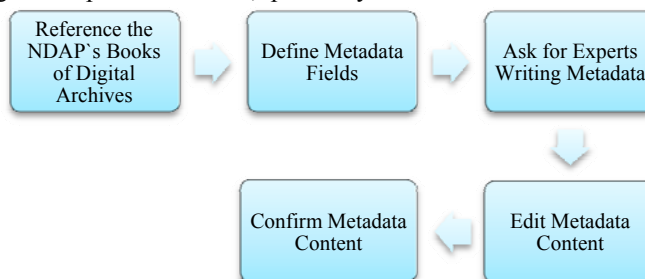 Reference the
NDAP`s Books
of Digital
Archives
Define Metadata
Fields
Ask for Experts
Writing Metadata
Edit Metadata
Content
Confirm Metadata
Content